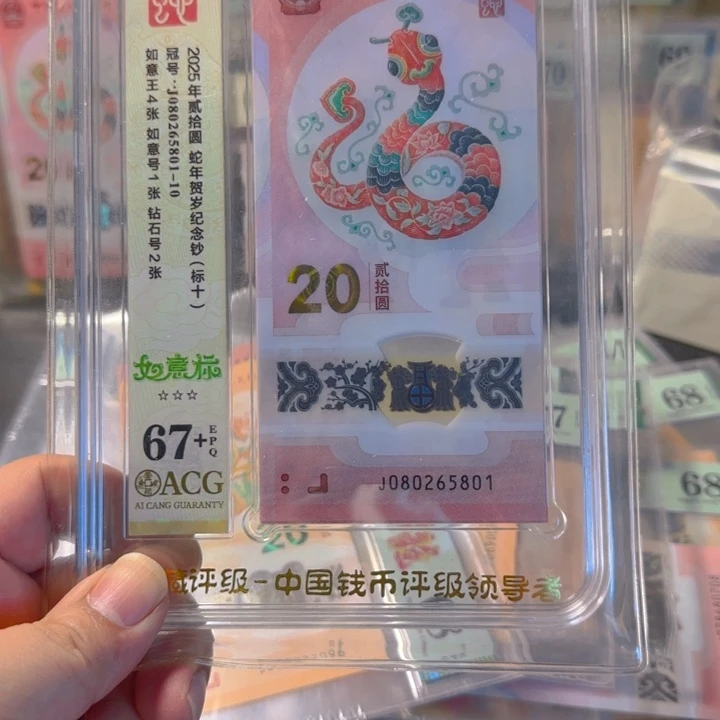 2025年贰拾圆 蛇年贺岁纪念钞(标十)
冠号：J080265801-10
如意王4张 如意号1张 钻石号2张
如意标
☆☆☆
67+
EPQ
ACG
AI CANG GUARANTY
20
贰拾圆
J080265801
藏评级-中国钱币评级领导者
20
70
69
68
68